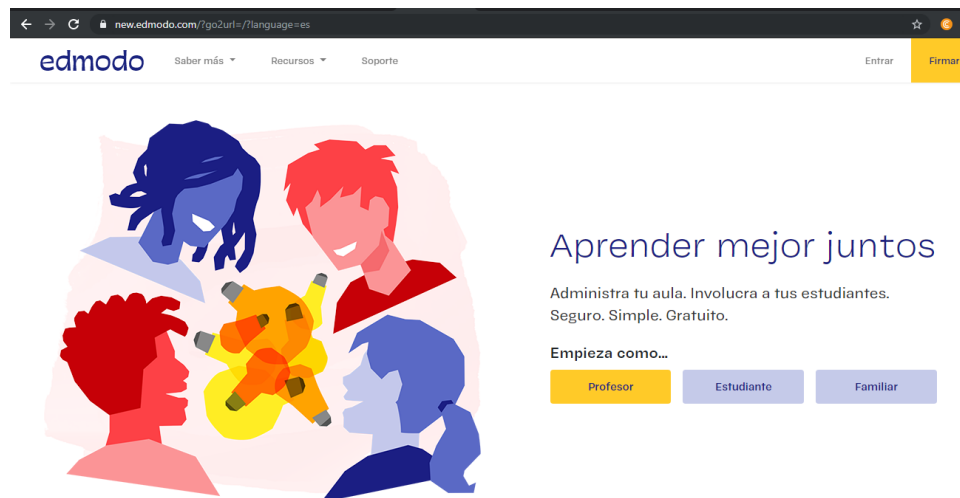 new.edmodo.com/?go2url=/?language=es
edmodo Saber más Recursos Soporte Entrar Firmar
Aprender mejor juntos
Administra tu aula. Involucra a tus estudiantes.
Seguro. Simple. Gratuito.
Empieza como...
Profesor Estudiante Familiar